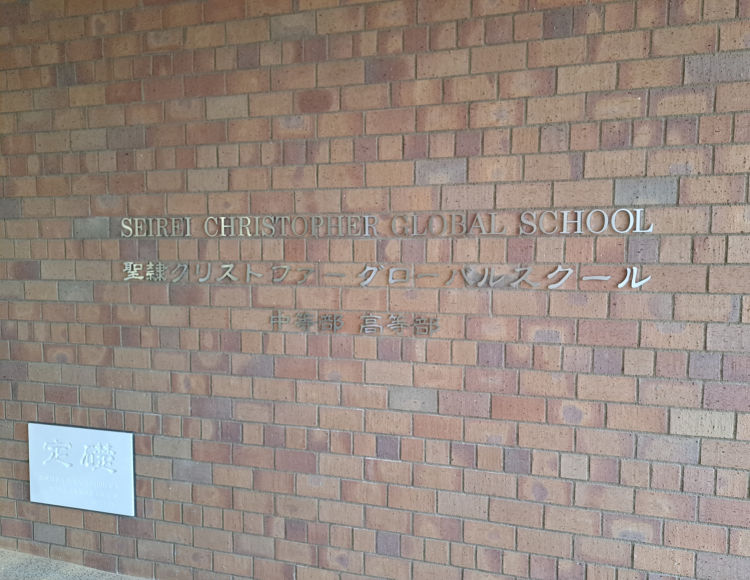 SEIREI CHRISTOPHER GLOBAL SCHOOL
聖隷クリストファーグローバルスクール
中等部 高等部
定礎